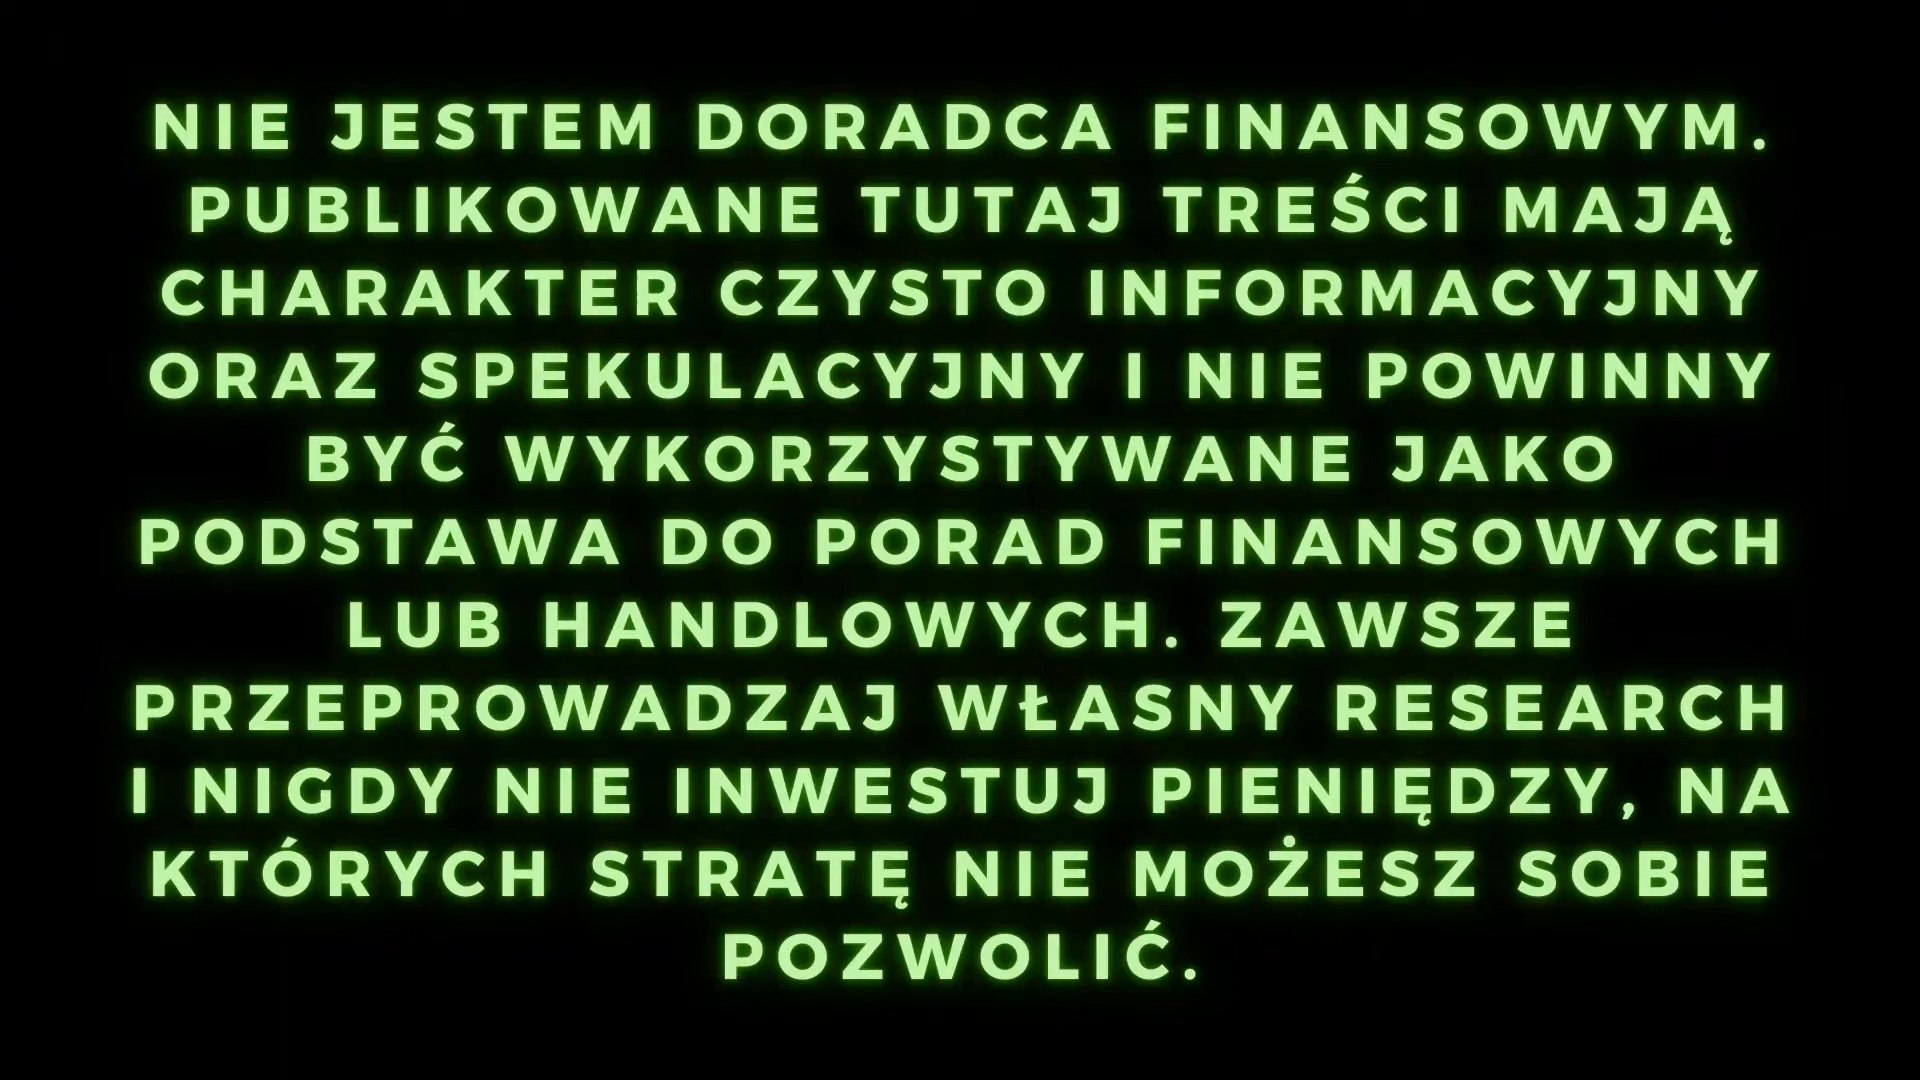 NIE JESTEM DORADCA FINANSOWYM.
PUBLIKOWANE TUTAJ TREŚCI MAJĄ
CHARAKTER CZYSTO INFORMACYJNY
ORAZ SPEKULACYJNY I NIE POWINNY
BYĆ WYKORZYSTYWANE JAKO
PODSTAWA DO PORAD FINANSOWYCH
LUB HANDLOWYCH. ZAWSZE
PRZEPROWADZAJ WŁASNY RESEARCH
I NIGDY NIE INWESTUJ PIENIĘDZY, NA
KTÓRYCH STRATĘ NIE MOŻESZ SOBIE
POZWOLIĆ.